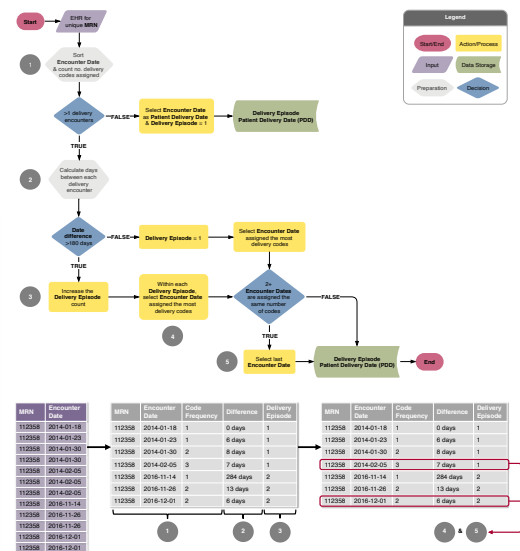 Start
EHR for
unique MRN
Legend
Start/End
Action/Process
Input
Data Storage
Preparation
Decision
1
Sort
Encounter Date
& count no. delivery
codes assigned
>1 delivery
encounters
FALSE
Select Encounter Date
as Patient Delivery Date
& Delivery Episode = 1
Delivery Episode
Patient Delivery Date (PDD)
TRUE
2
Calculate days
between each
delivery
encounter
Date
difference
>180 days
FALSE
Delivery Episode = 1
Select Encounter Date
assigned the most
delivery codes
TRUE
3
Increase the
Delivery Episode
count
Within each
Delivery Episode,
select Encounter Date
assigned the most
delivery codes
4
2+
Encounter Dates
are assigned the
same number
of codes
FALSE
TRUE
5
Select last
Encounter Date
Delivery Episode
Patient Delivery Date (PDD)
End
MRN Encounter Date
112358 2014-01-18
112358 2014-01-23
112358 2014-01-30
112358 2014-01-30
112358 2014-02-05
112358 2014-02-05
112358 2014-02-05
112358 2016-11-14
112358 2016-11-26
112358 2016-11-26
112358 2016-12-01
112358 2016-12-01
MRN Encounter Date Code Frequency Difference Delivery Episode
112358 2014-01-18 1 0 days 1
112358 2014-01-23 1 6 days 1
112358 2014-01-30 2 8 days 1
112358 2014-02-05 3 7 days 1
112358 2016-11-14 1 284 days 2
112358 2016-11-26 2 13 days 2
112358 2016-12-01 2 6 days 2
1 2 3
MRN Encounter Date Code Frequency Difference Delivery Episode
112358 2014-01-18 1 0 days 1
112358 2014-01-23 1 6 days 1
112358 2014-01-30 2 8 days 1
112358 2014-02-05 3 7 days 1
112358 2016-11-14 1 284 days 2
112358 2016-11-26 2 13 days 2
112358 2016-12-01 2 6 days 2
4 & 5